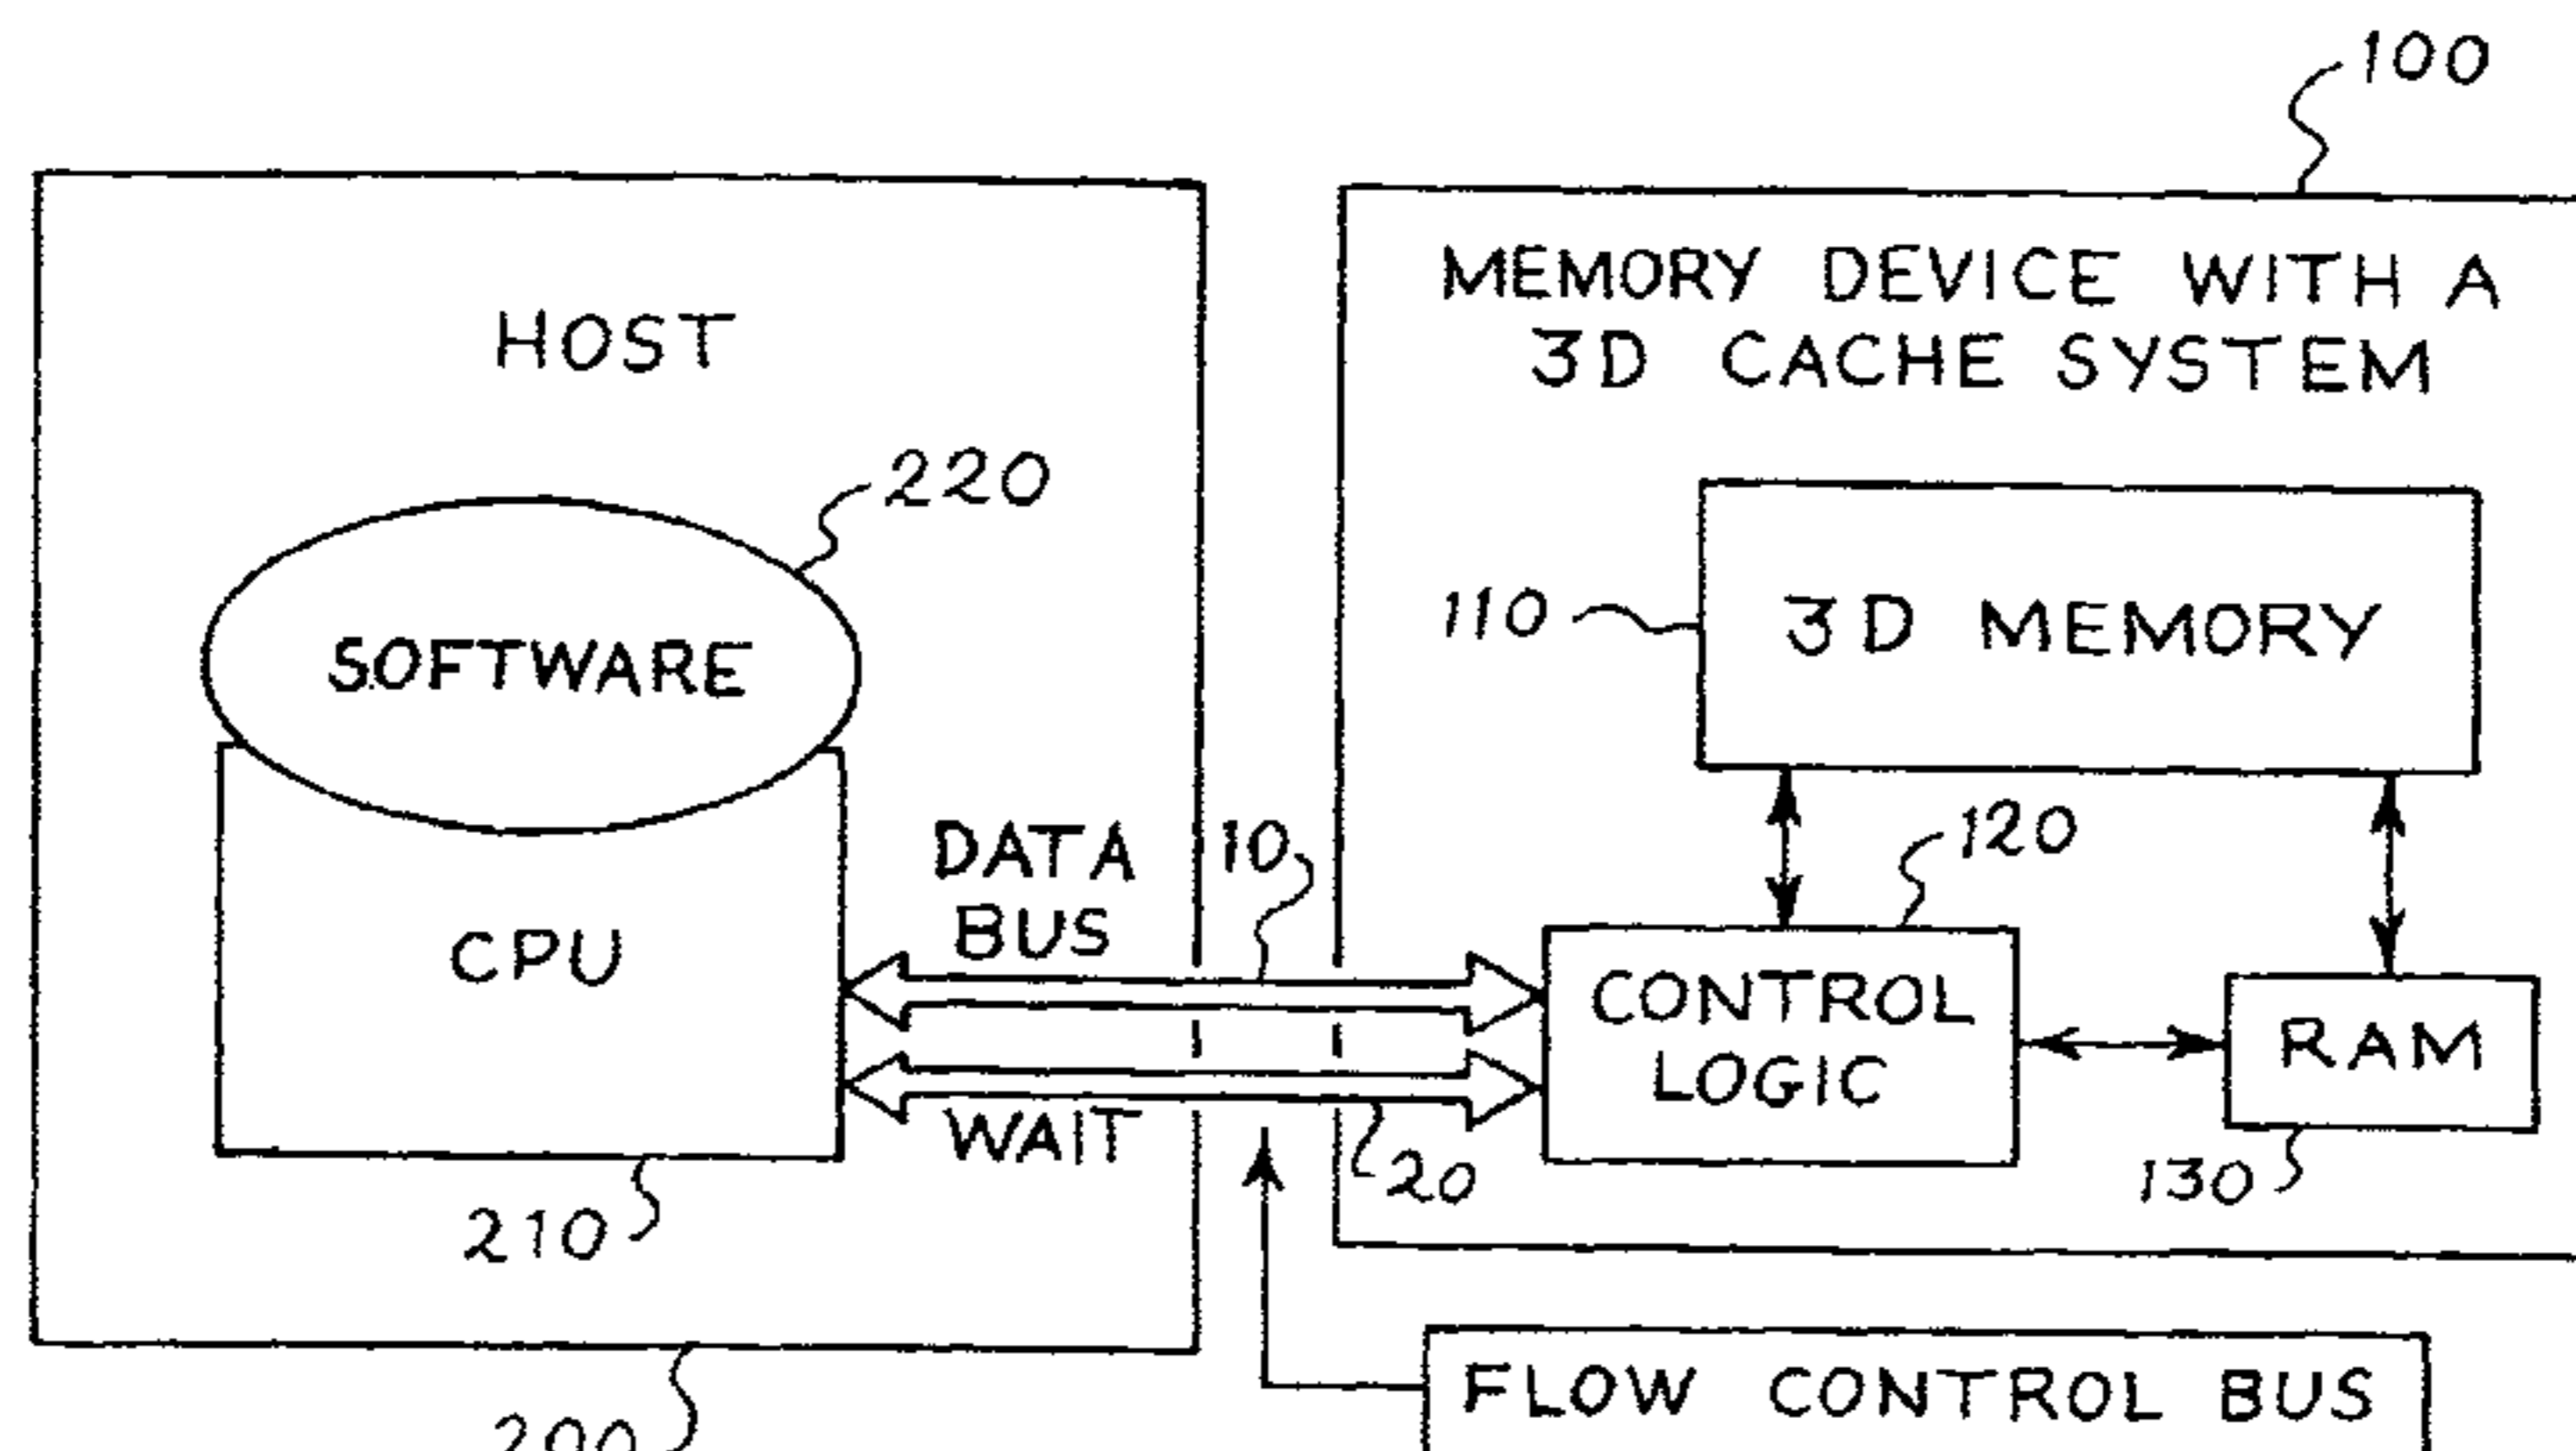 100
HOST
MEMORY DEVICE WITH A
3D CACHE SYSTEM
220
SOFTWARE
110
3D MEMORY
DATA
BUS
10
120
CPU
CONTROL
LOGIC
RAM
WAIT
20
130
210
FLOW CONTROL BUS
200